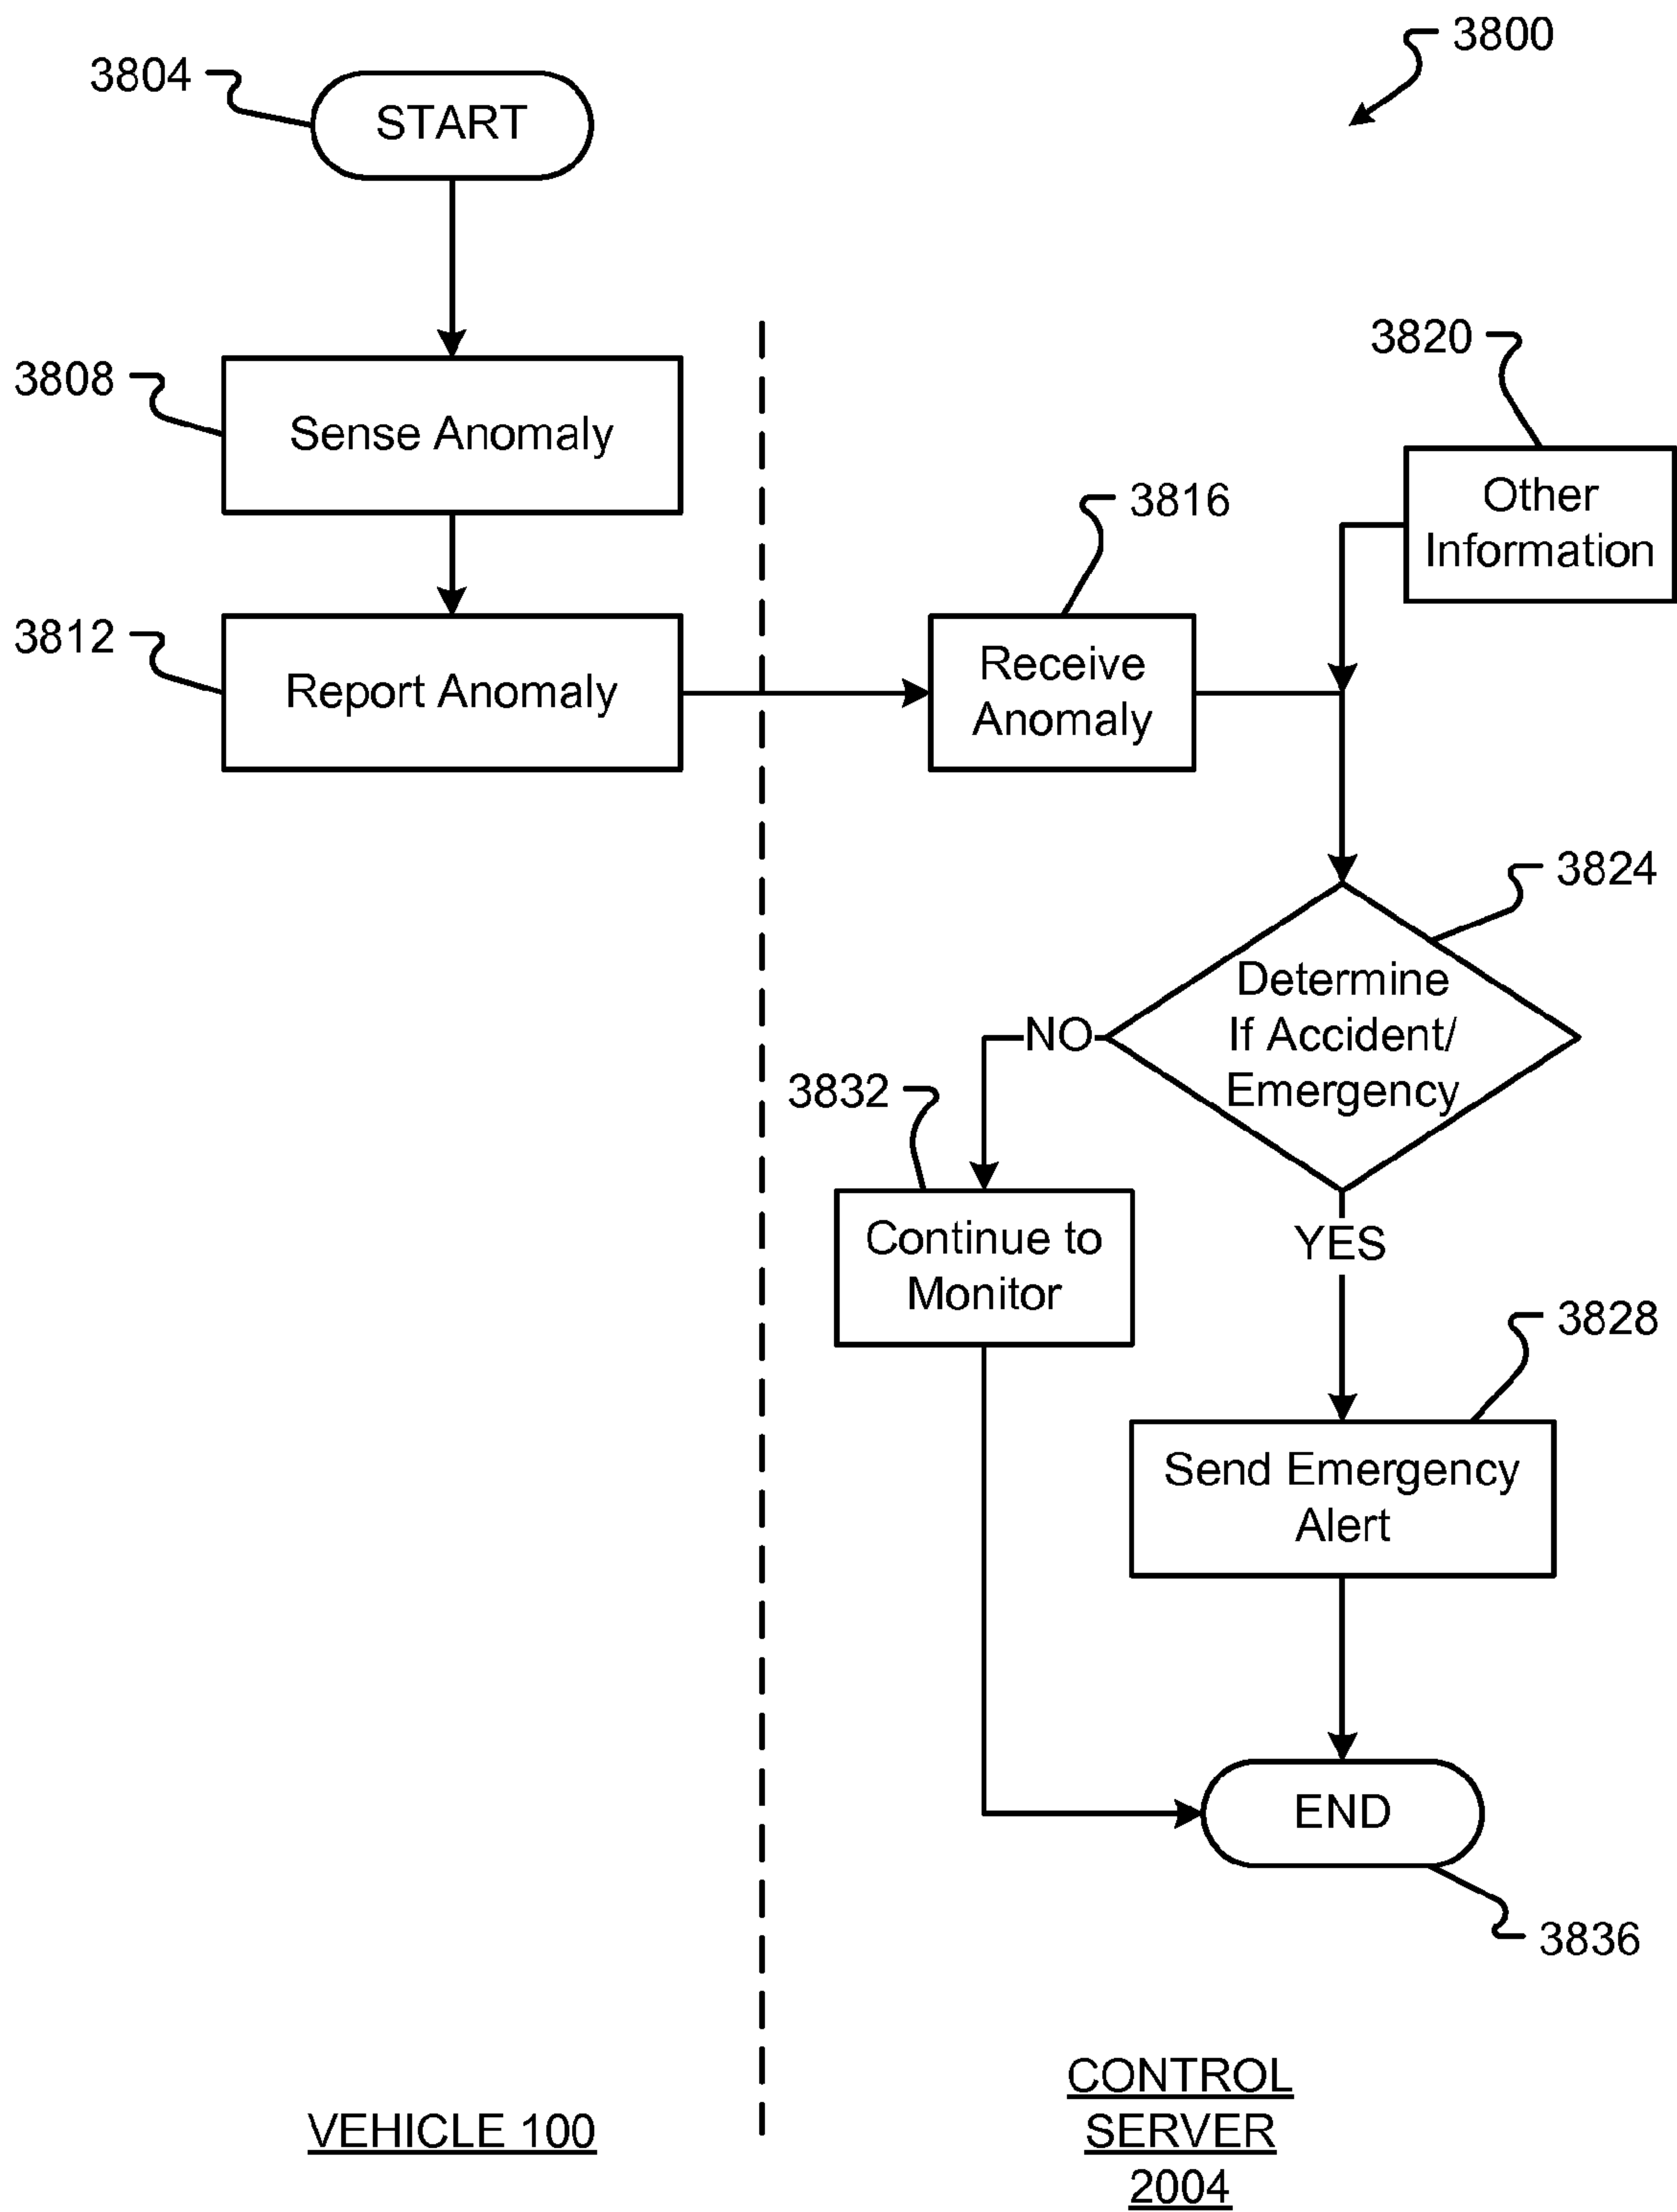 3800
3804
START
3808
Sense Anomaly
3812
Report Anomaly
3816
Receive
Anomaly
3820
Other
Information
3824
Determine
If Accident/
Emergency
NO
3832
Continue to
Monitor
YES
3828
Send Emergency
Alert
END
3836
VEHICLE 100
CONTROL
SERVER
2004